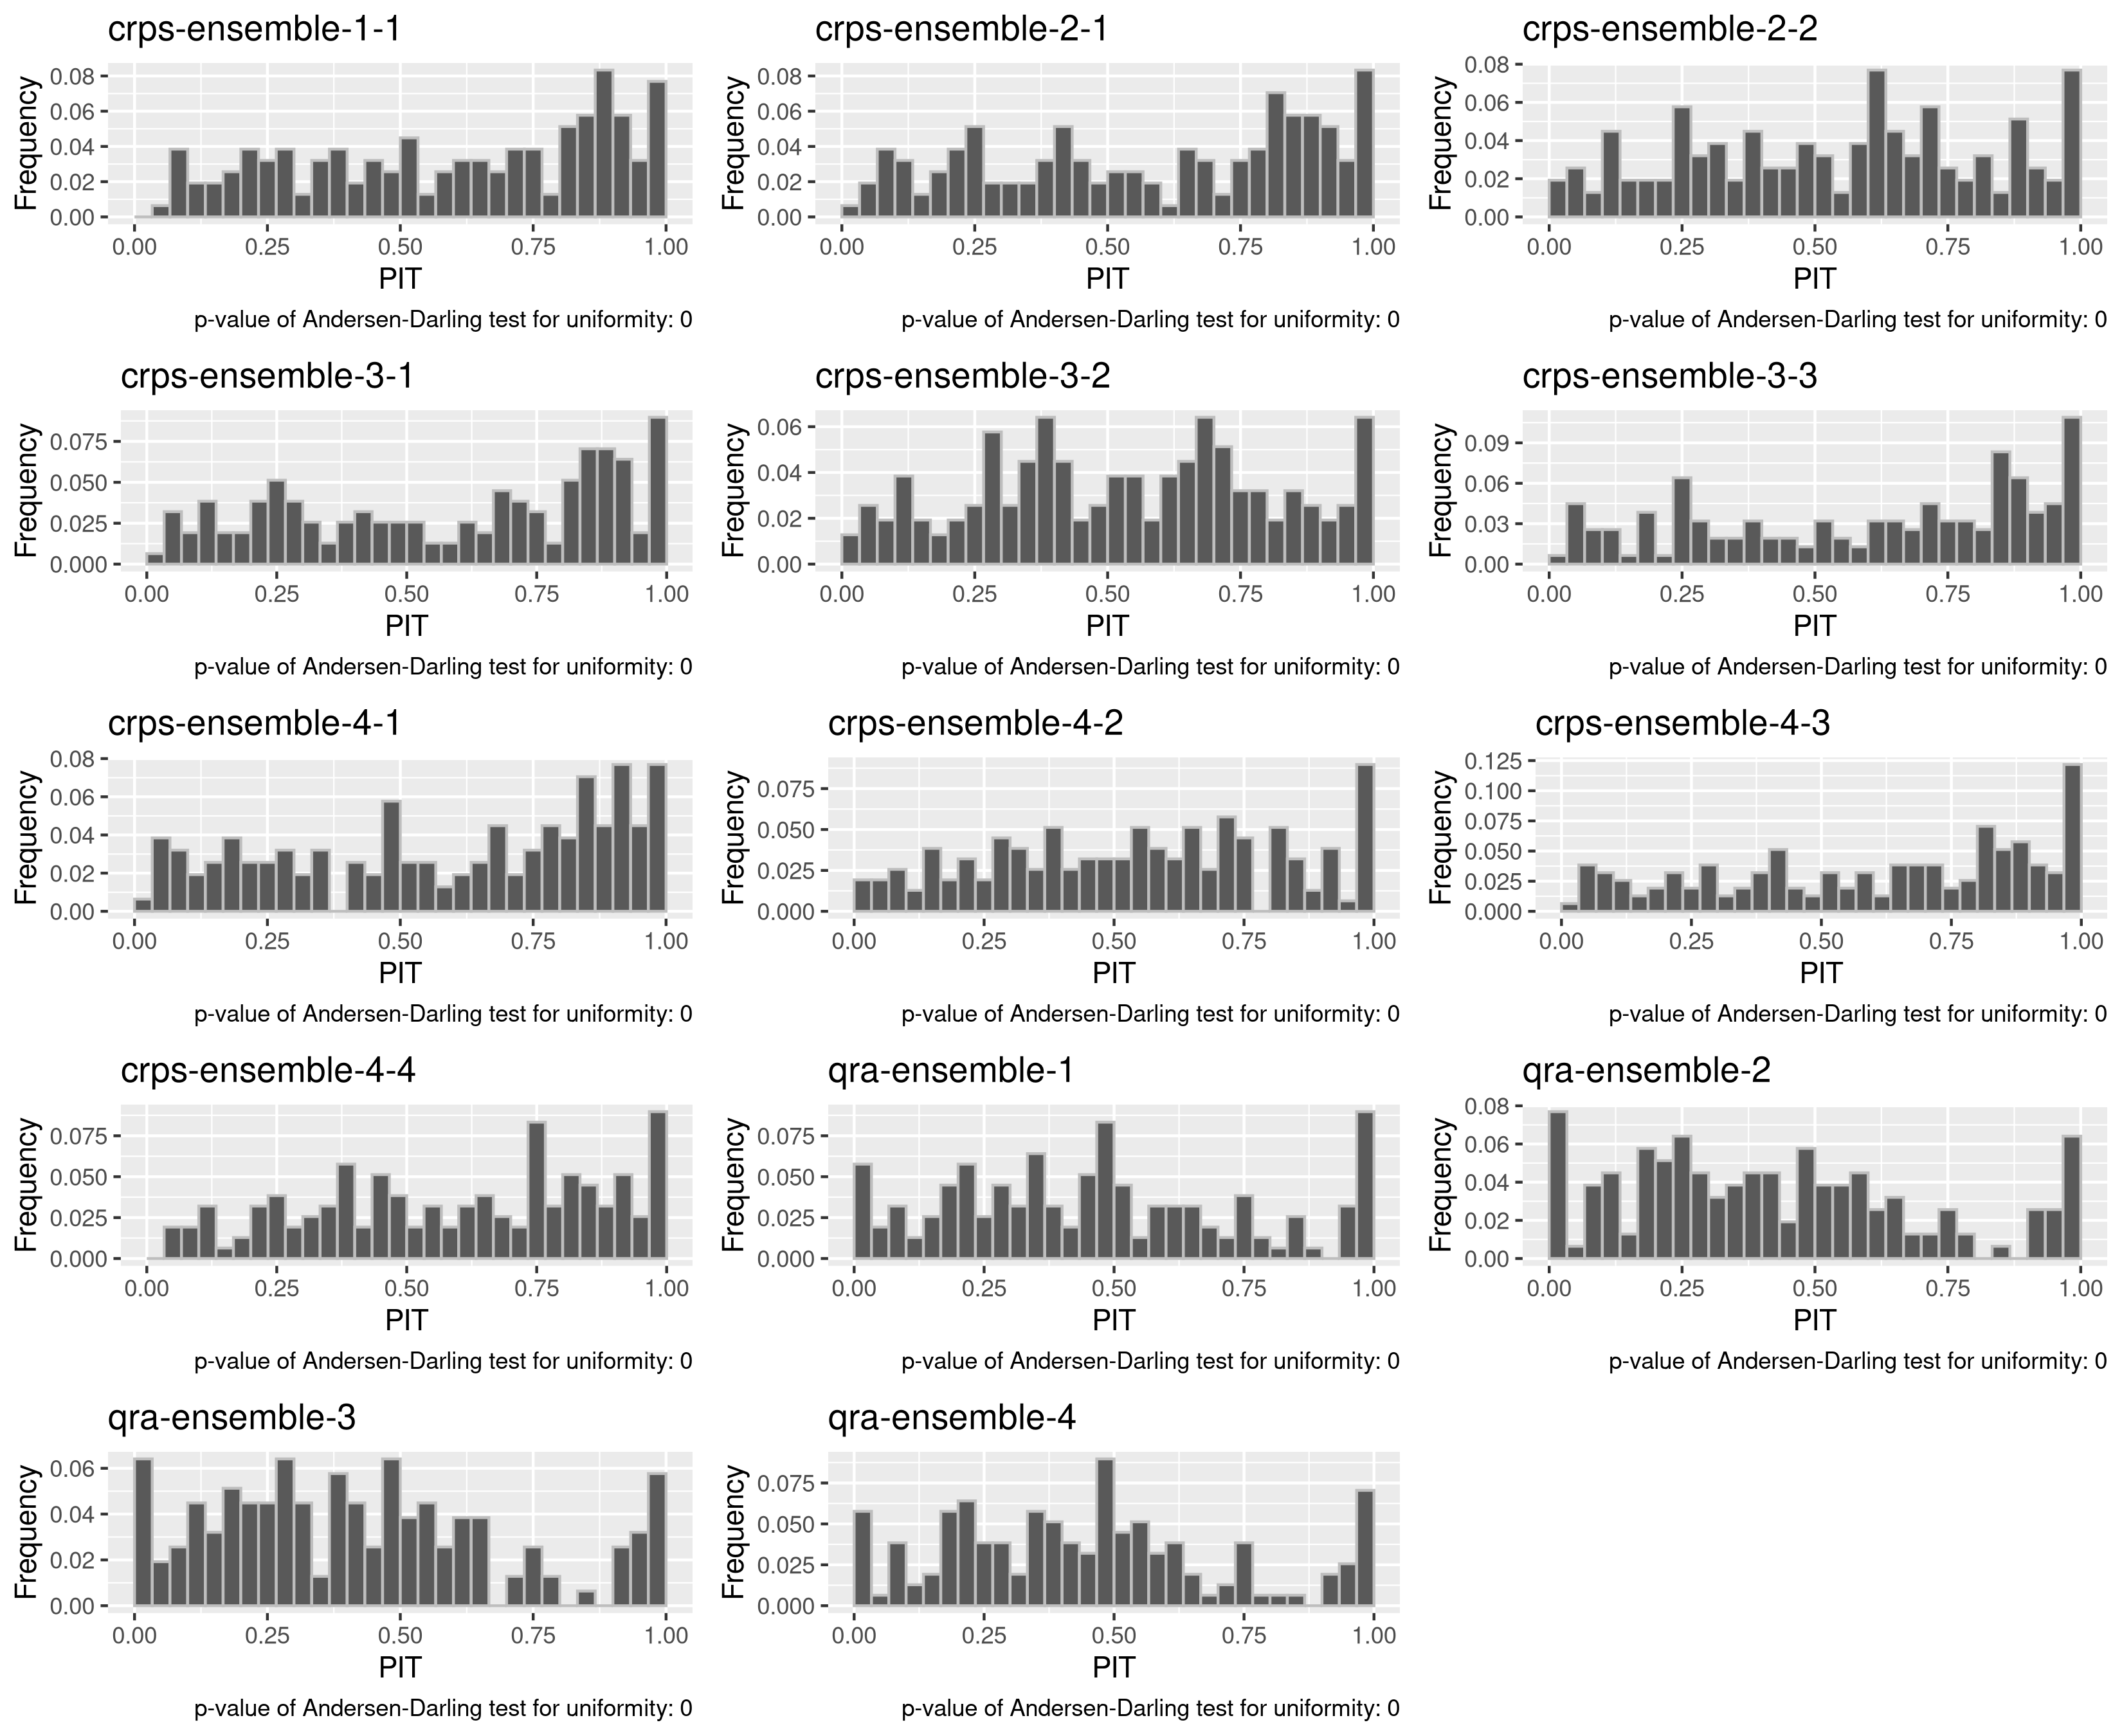 crps-ensemble-1-1
crps-ensemble-2-1
crps-ensemble-2-2
Frequency
0.08
0.06
0.04
0.02
0.00
0.00 0.25 0.50 0.75 1.00
PIT
p-value of Andersen-Darling test for uniformity: 0
Frequency
0.08
0.06
0.04
0.02
0.00
0.00 0.25 0.50 0.75 1.00
PIT
p-value of Andersen-Darling test for uniformity: 0
Frequency
0.08
0.06
0.04
0.02
0.00
0.00 0.25 0.50 0.75 1.00
PIT
p-value of Andersen-Darling test for uniformity: 0
crps-ensemble-3-1
crps-ensemble-3-2
crps-ensemble-3-3
Frequency
0.075
0.050
0.025
0.000
0.00 0.25 0.50 0.75 1.00
PIT
p-value of Andersen-Darling test for uniformity: 0
Frequency
0.06
0.04
0.02
0.00
0.00 0.25 0.50 0.75 1.00
PIT
p-value of Andersen-Darling test for uniformity: 0
Frequency
0.09
0.06
0.03
0.00
0.00 0.25 0.50 0.75 1.00
PIT
p-value of Andersen-Darling test for uniformity: 0
crps-ensemble-4-1
crps-ensemble-4-2
crps-ensemble-4-3
Frequency
0.08
0.06
0.04
0.02
0.00
0.00 0.25 0.50 0.75 1.00
PIT
p-value of Andersen-Darling test for uniformity: 0
Frequency
0.075
0.050
0.025
0.000
0.00 0.25 0.50 0.75 1.00
PIT
p-value of Andersen-Darling test for uniformity: 0
Frequency
0.125
0.100
0.075
0.050
0.025
0.000
0.00 0.25 0.50 0.75 1.00
PIT
p-value of Andersen-Darling test for uniformity: 0
crps-ensemble-4-4
qra-ensemble-1
qra-ensemble-2
Frequency
0.075
0.050
0.025
0.000
0.00 0.25 0.50 0.75 1.00
PIT
p-value of Andersen-Darling test for uniformity: 0
Frequency
0.075
0.050
0.025
0.000
0.00 0.25 0.50 0.75 1.00
PIT
p-value of Andersen-Darling test for uniformity: 0
Frequency
0.08
0.06
0.04
0.02
0.00
0.00 0.25 0.50 0.75 1.00
PIT
p-value of Andersen-Darling test for uniformity: 0
qra-ensemble-3
qra-ensemble-4
Frequency
0.06
0.04
0.02
0.00
0.00 0.25 0.50 0.75 1.00
PIT
p-value of Andersen-Darling test for uniformity: 0
Frequency
0.075
0.050
0.025
0.000
0.00 0.25 0.50 0.75 1.00
PIT
p-value of Andersen-Darling test for uniformity: 0